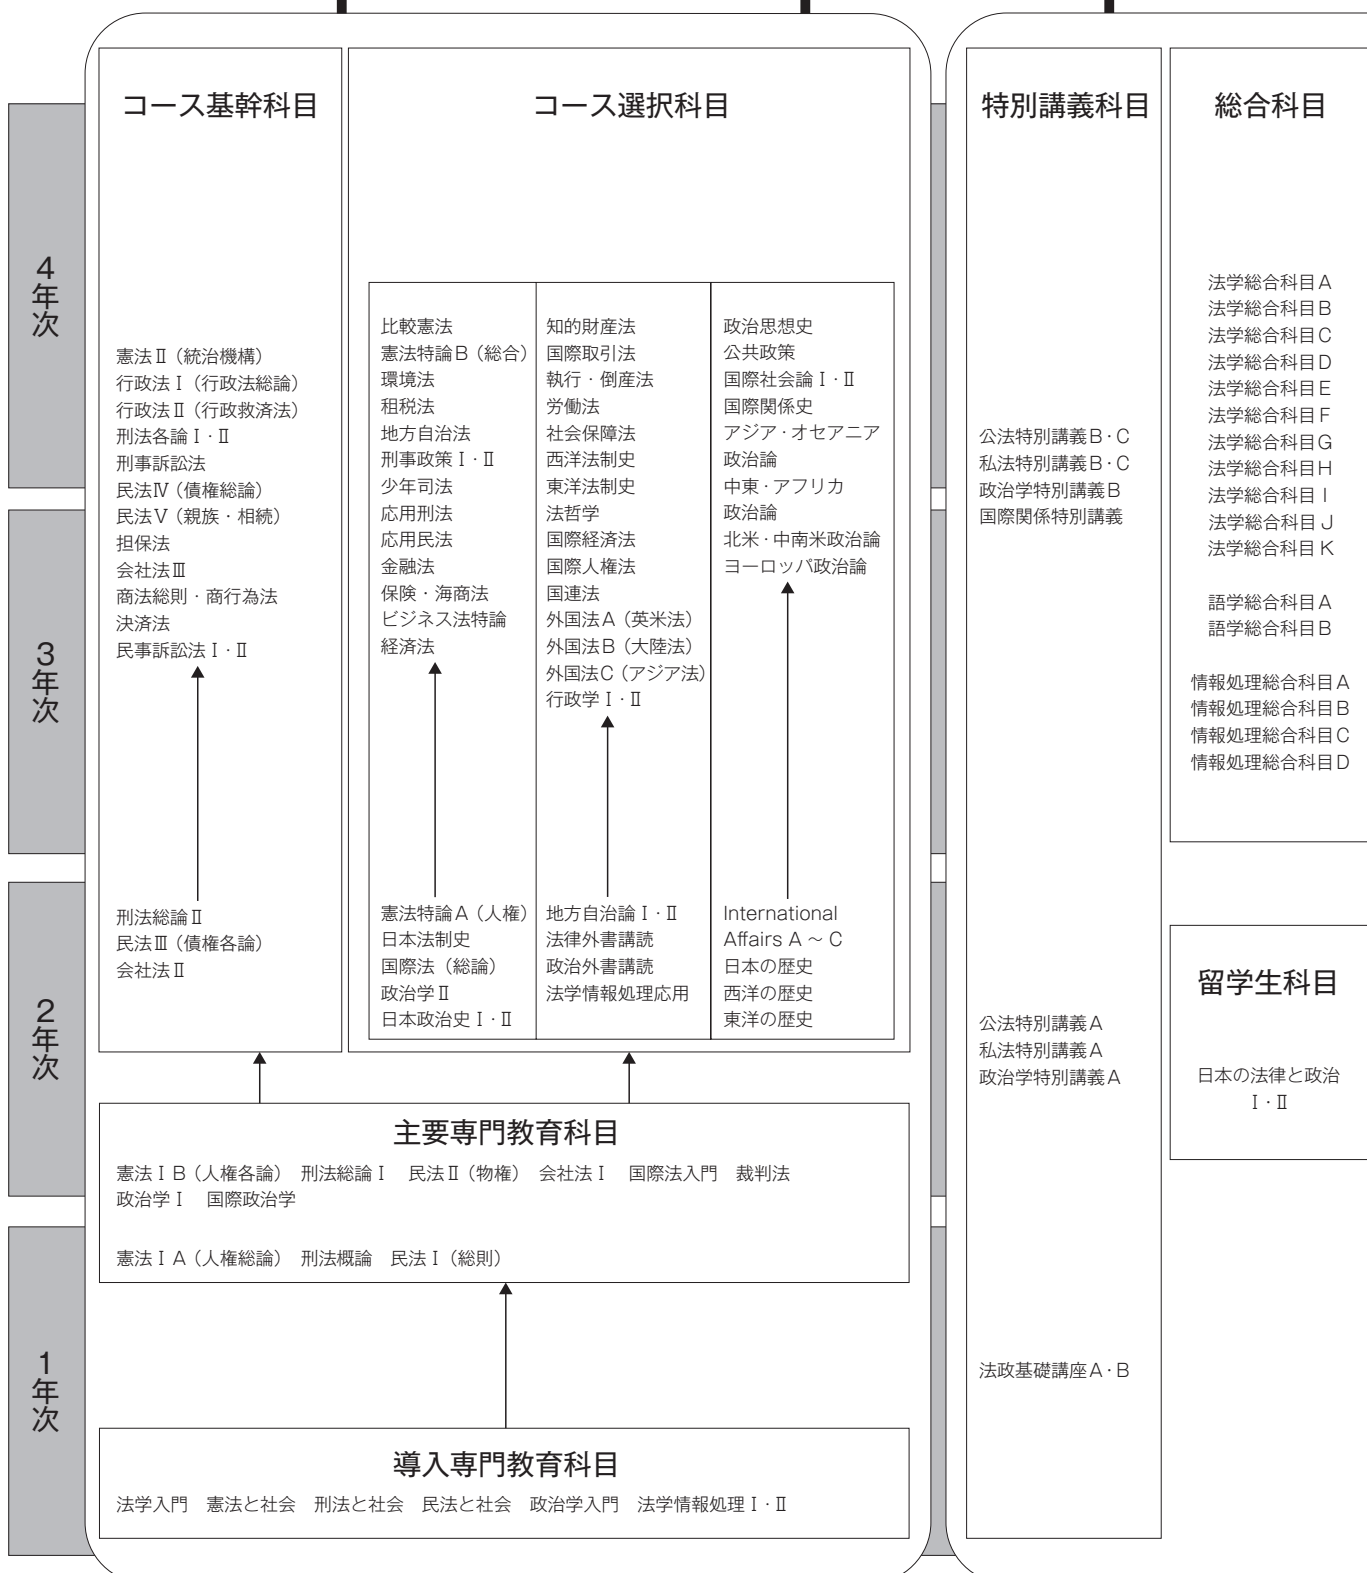 4年次
3年次
2年次
1年次
コース基幹科目
憲法Ⅱ（統治機構）
行政法Ⅰ（行政法総論）
行政法Ⅱ（行政救済法）
刑法各論Ⅰ・Ⅱ
刑事訴訟法
民法Ⅳ（債権総論）
民法Ⅴ（親族・相続）
担保法
会社法Ⅲ
商法総則・商行為法
決済法
民事訴訟法Ⅰ・Ⅱ
刑法総論Ⅱ
民法Ⅲ（債権各論）
会社法Ⅱ
コース選択科目
比較憲法
憲法特論B（総合）
環境法
租税法
地方自治法
刑事政策Ⅰ・Ⅱ
少年司法
応用刑法
応用民法
金融法
保険・海商法
ビジネス法特論
経済法
憲法特論A（人権）
日本法制史
国際法（総論）
政治学Ⅱ
日本政治史Ⅰ・Ⅱ
知的財産法
国際取引法
執行・倒産法
労働法
社会保障法
西洋法制史
東洋法制史
法哲学
国際経済法
国際人権法
国連法
外国法A（英米法）
外国法B（大陸法）
外国法C（アジア法）
行政学Ⅰ・Ⅱ
地方自治論Ⅰ・Ⅱ
法律外書講読
政治外書講読
法学情報処理応用
政治思想史
公共政策
国際社会論Ⅰ・Ⅱ
国際関係史
アジア・オセアニア
政治論
中東・アフリカ
政治論
北米・中南米政治論
ヨーロッパ政治論
International
Affairs A～C
日本の歴史
西洋の歴史
東洋の歴史
主要専門教育科目
憲法ⅠB（人権各論） 刑法総論Ⅰ 民法Ⅱ（物権） 会社法Ⅰ 国際法入門 裁判法
政治学Ⅰ 国際政治学
憲法ⅠA（人権総論） 刑法概論 民法Ⅰ（総則）
導入専門教育科目
法学入門 憲法と社会 刑法と社会 民法と社会 政治学入門 法学情報処理Ⅰ・Ⅱ
特別講義科目
公法特別講義B・C
私法特別講義B・C
政治学特別講義B
国際関係特別講義
公法特別講義A
私法特別講義A
政治学特別講義A
法政基礎講座A・B
総合科目
法学総合科目A
法学総合科目B
法学総合科目C
法学総合科目D
法学総合科目E
法学総合科目F
法学総合科目G
法学総合科目H
法学総合科目I
法学総合科目J
法学総合科目K
語学総合科目A
語学総合科目B
情報処理総合科目A
情報処理総合科目B
情報処理総合科目C
情報処理総合科目D
留学生科目
日本の法律と政治
Ⅰ・Ⅱ